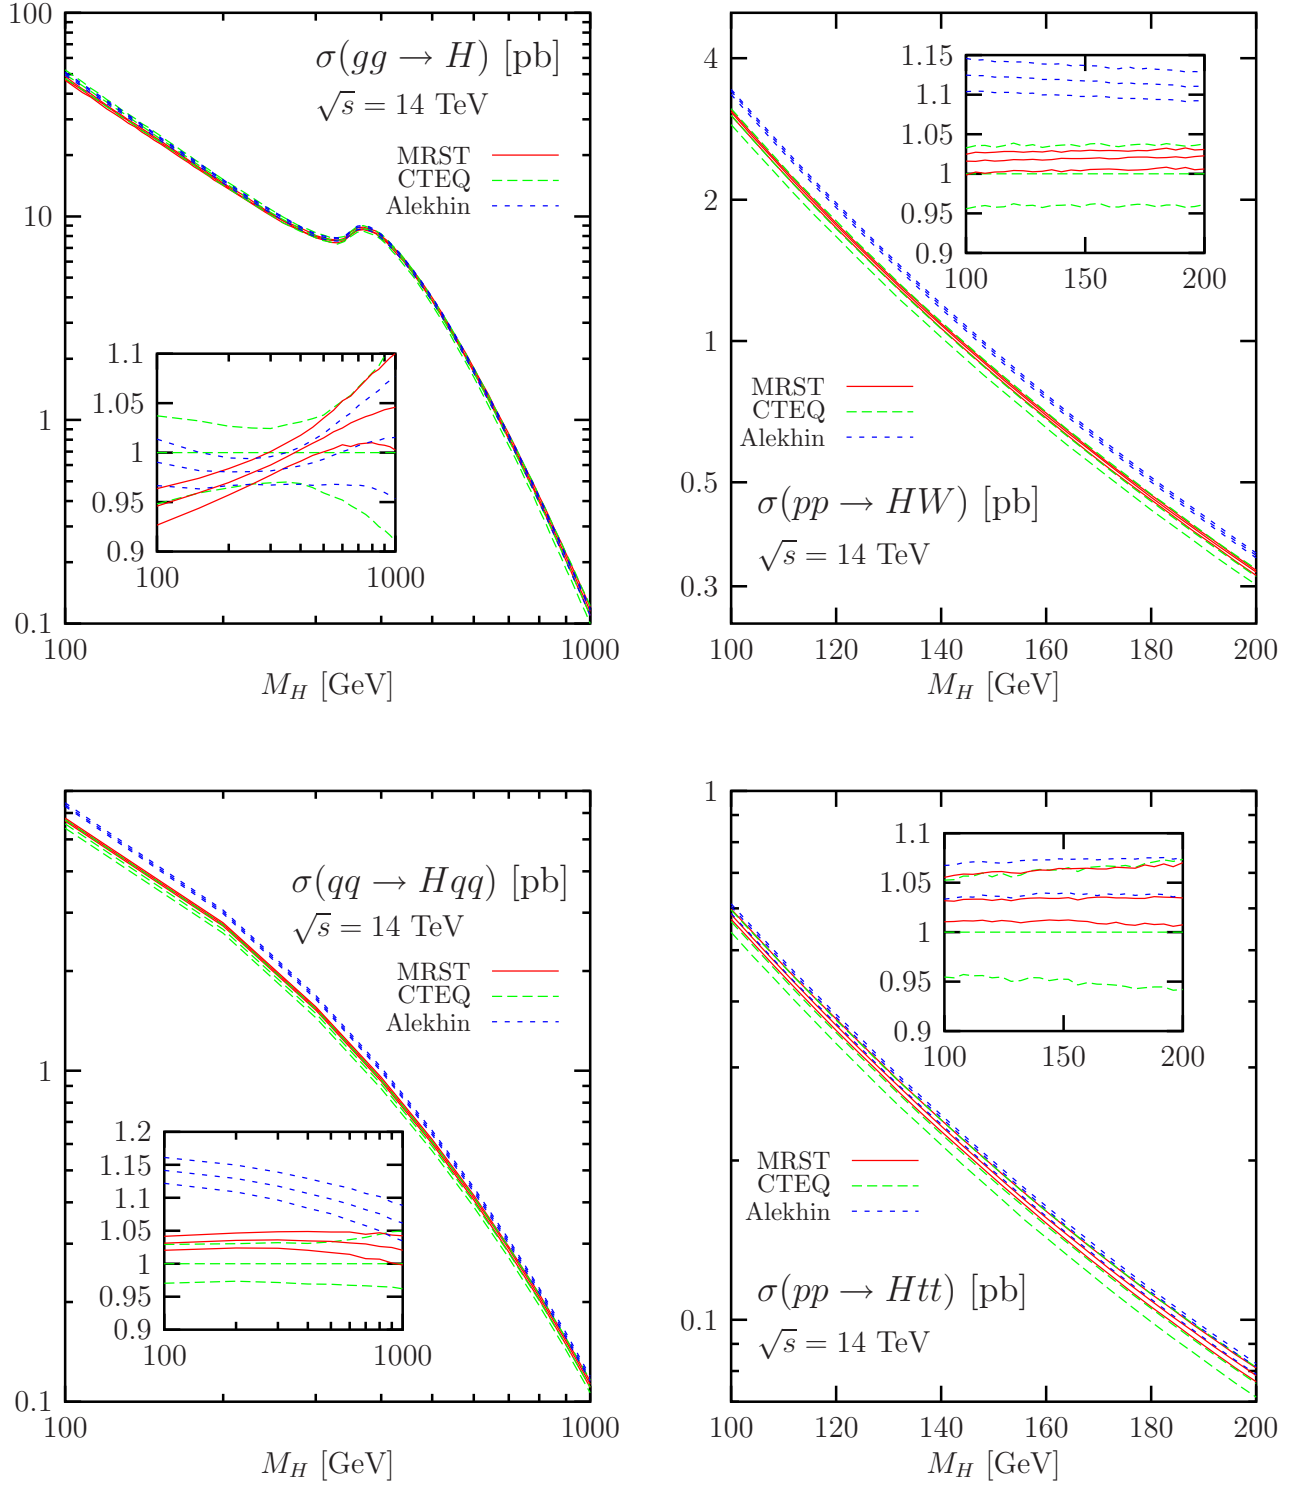 σ(gg → H) [pb]
√s = 14 TeV
MRST
CTEQ
Alekhin
100
10
1
0.1
1.1
1.05
1
0.95
0.9
100
1000
100
1000
M_H [GeV]
σ(pp → HW) [pb]
√s = 14 TeV
MRST
CTEQ
Alekhin
4
2
1
0.5
0.3
1.15
1.1
1.05
1
0.95
0.9
100
150
200
100
120
140
160
180
200
M_H [GeV]
σ(qq → Hqq) [pb]
√s = 14 TeV
MRST
CTEQ
Alekhin
1
0.1
1.2
1.15
1.1
1.05
1
0.95
0.9
100
1000
100
1000
M_H [GeV]
σ(pp → Htt) [pb]
√s = 14 TeV
MRST
CTEQ
Alekhin
1
0.1
1.1
1.05
1
0.95
0.9
100
150
200
100
120
140
160
180
200
M_H [GeV]